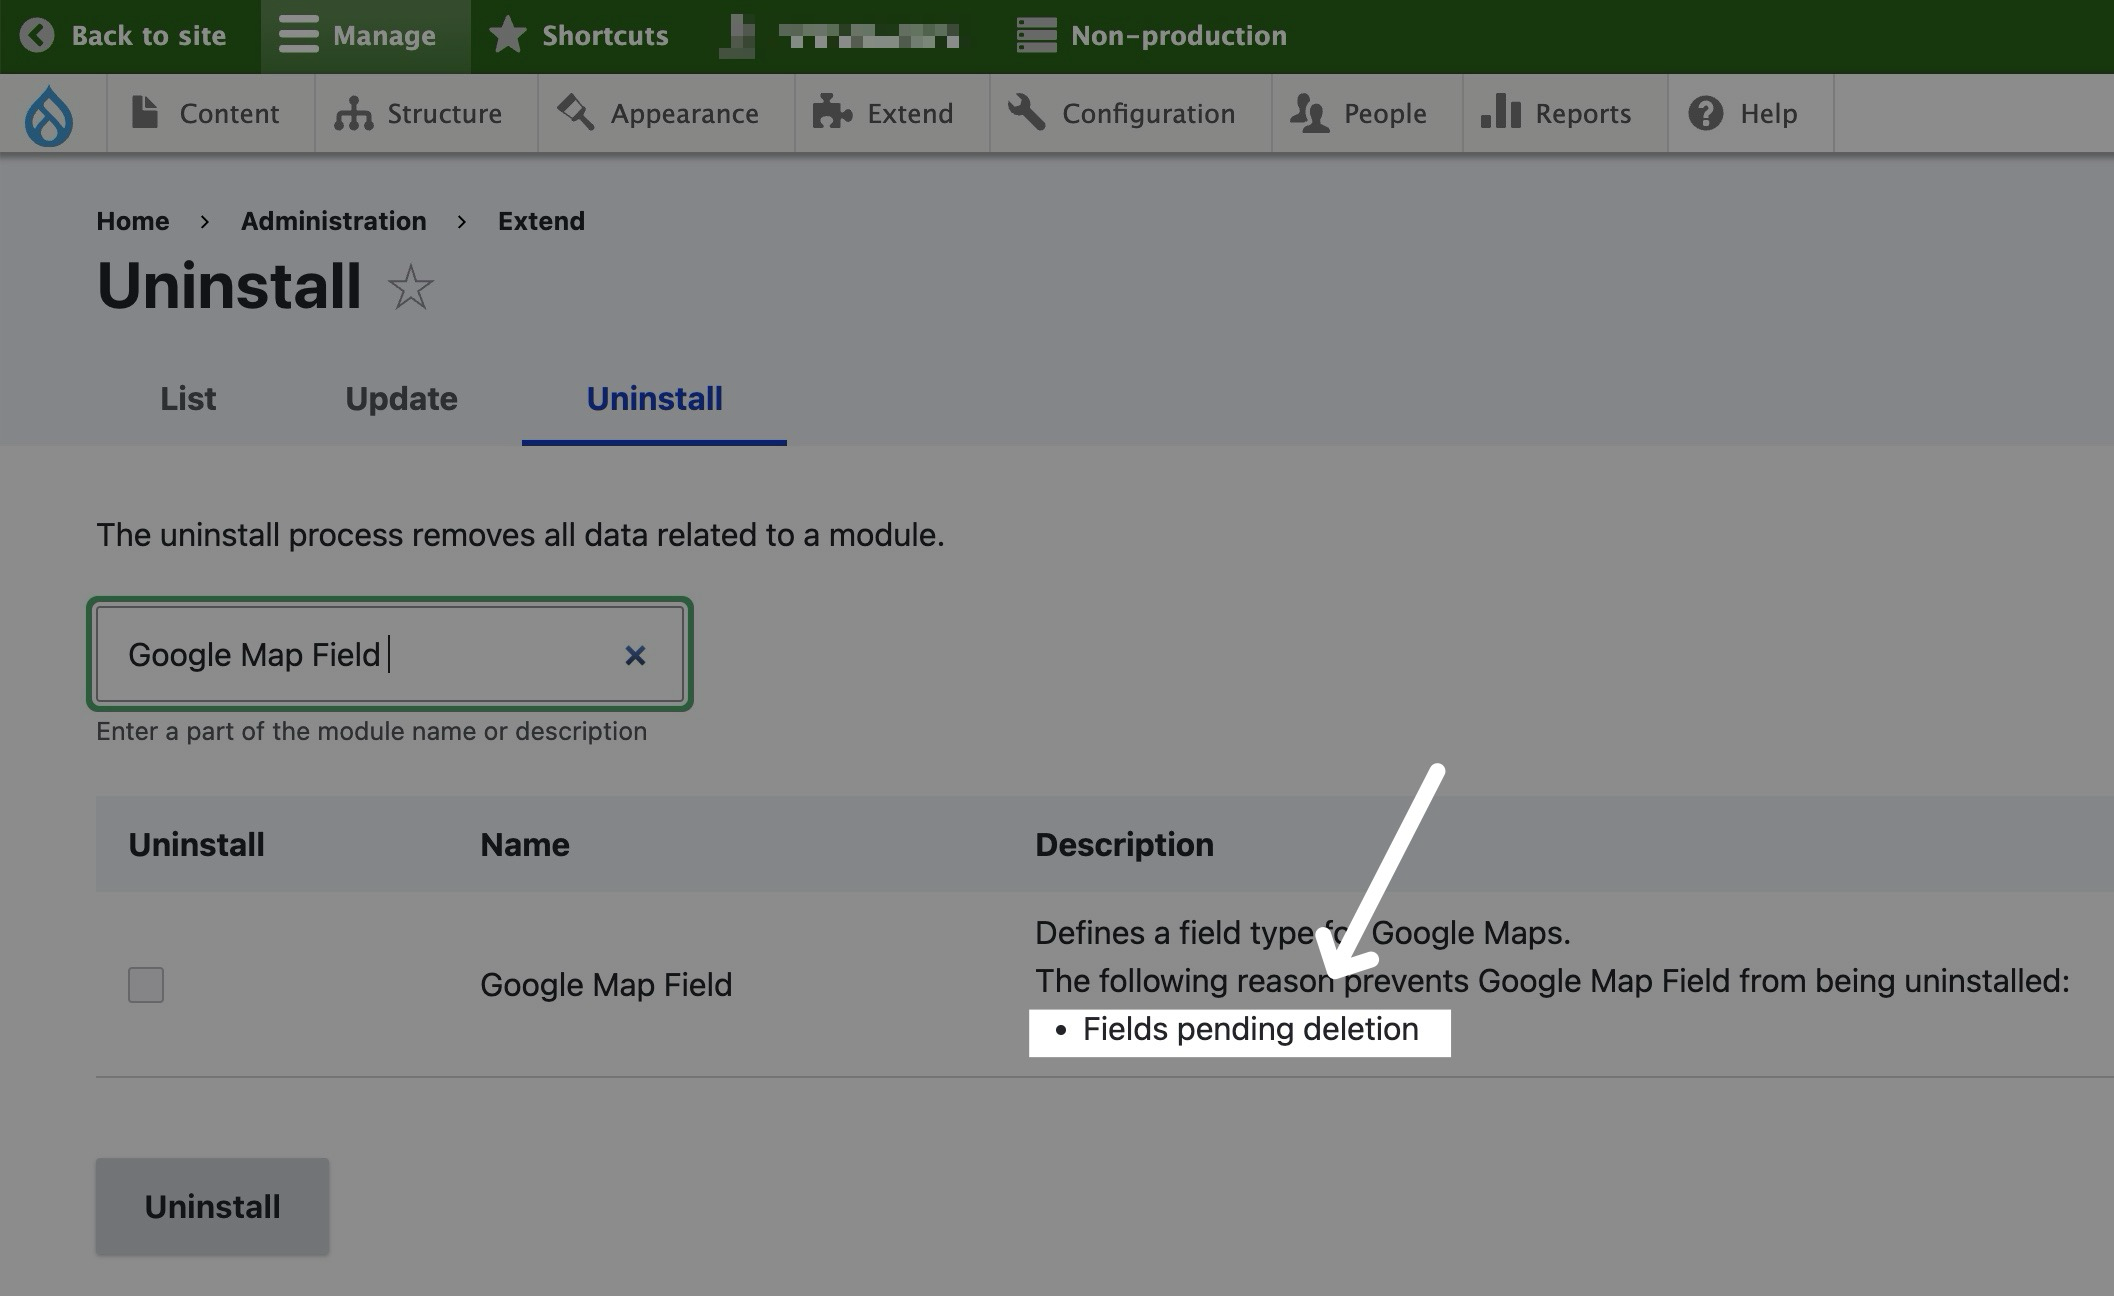 Back to site Manage Shortcuts Non-production
Content Structure Appearance Extend Configuration People Reports Help
Home › Administration › Extend
Uninstall
List Update Uninstall
The uninstall process removes all data related to a module.
Google Map Field
Enter a part of the module name or description
Uninstall Name Description
Defines a field type for Google Maps.
Google Map Field
The following reason prevents Google Map Field from being uninstalled:
• Fields pending deletion
Uninstall